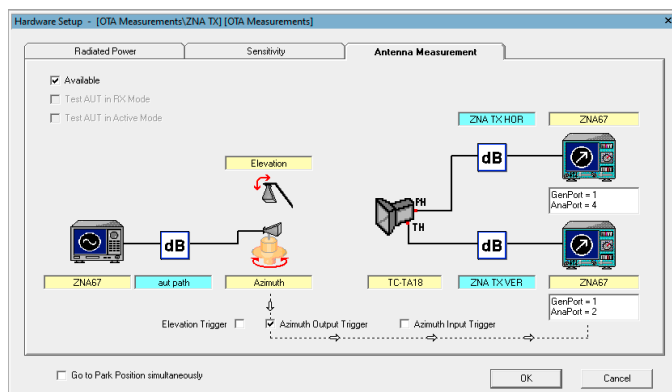 Hardware Setup - [OTA Measurements\ZNA TX] [OTA Measurements]
Radiated Power
Sensitivity
Antenna Measurement
Available
Test AUT in RX Mode
Test AUT in Active Mode
ZNA TX HOR
ZNA67
dB
Elevation
PH
GenPort = 1
AnaPort = 4
TH
dB
dB
ZNA67
aut path
Azimuth
TC-TA18
ZNA TX VER
ZNA67
GenPort = 1
AnaPort = 2
Elevation Trigger
Azimuth Output Trigger
Azimuth Input Trigger
Go to Park Position simultaneously
OK
Cancel